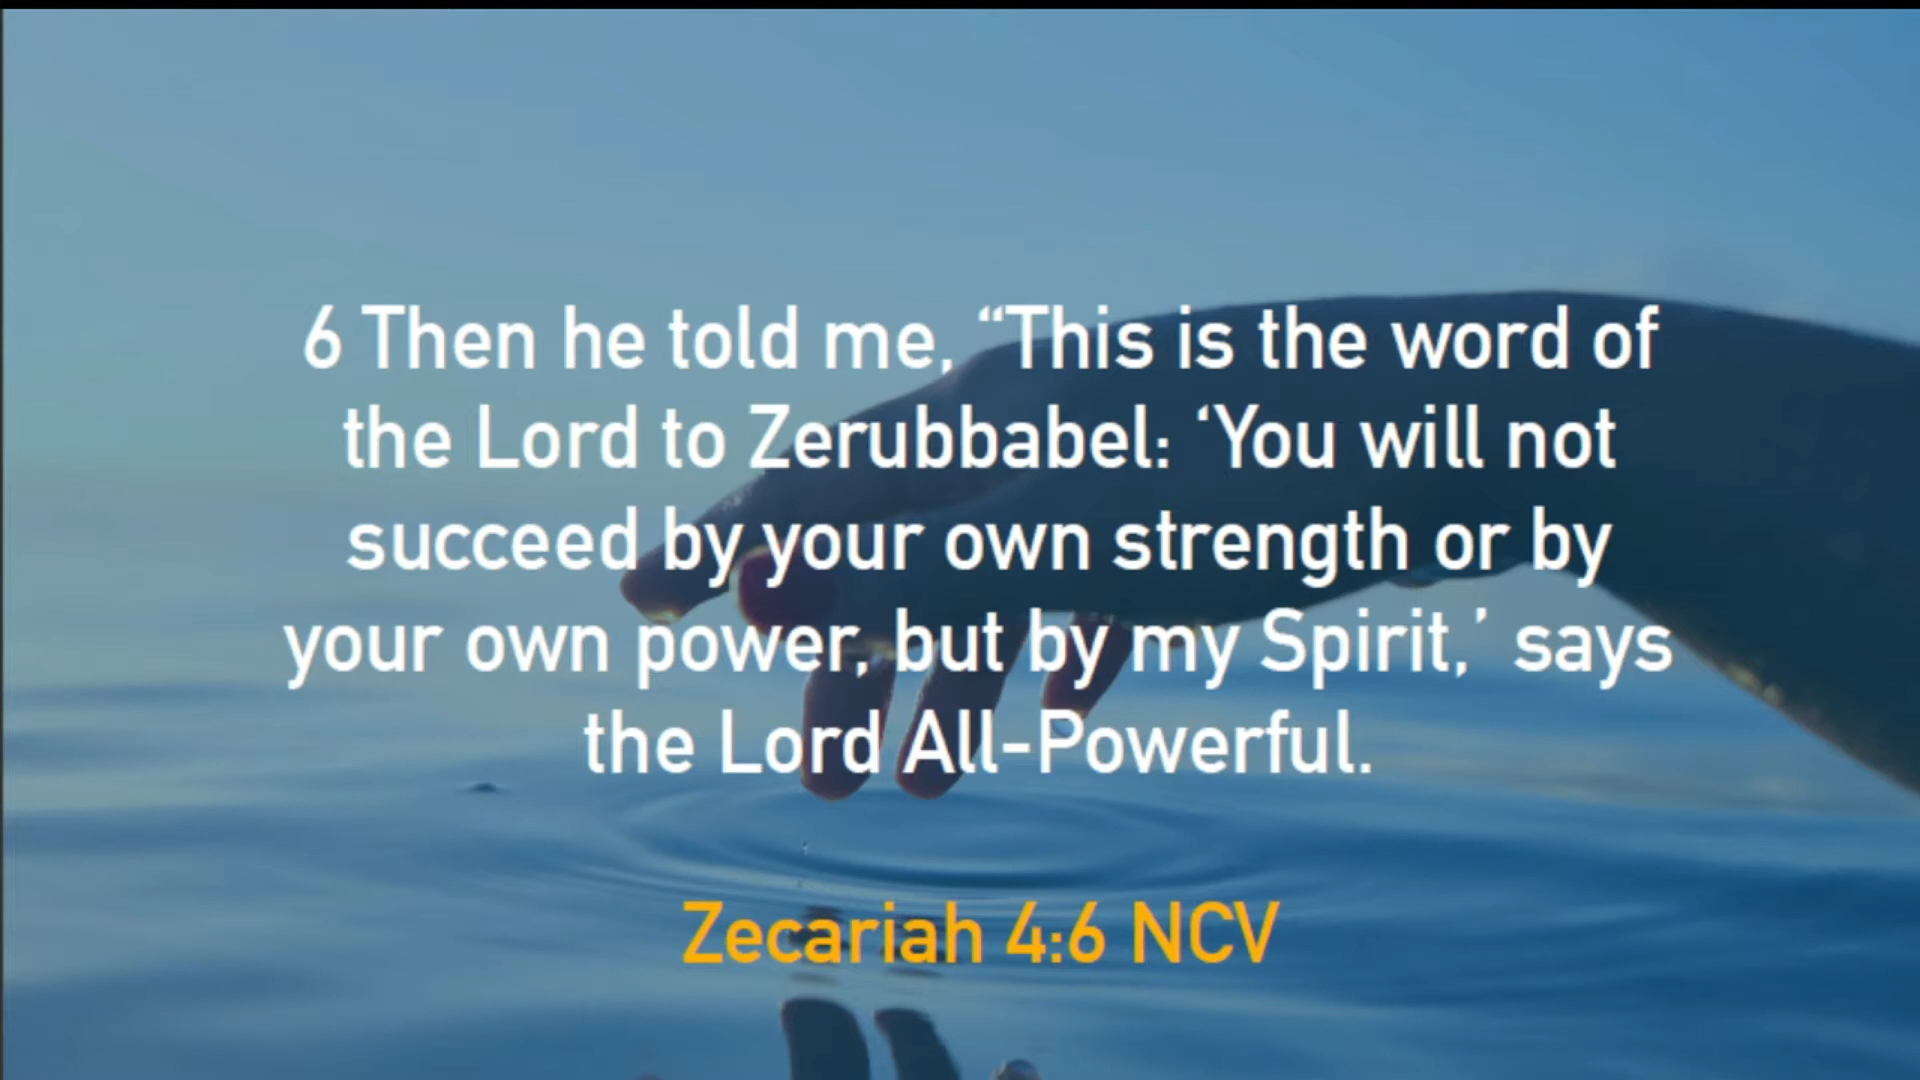 6 Then he told me, “This is the word of
the Lord to Zerubbabel: ‘You will not
succeed by your own strength or by
your own power, but by my Spirit,’ says
the Lord All-Powerful.
Zecariah 4:6 NCV